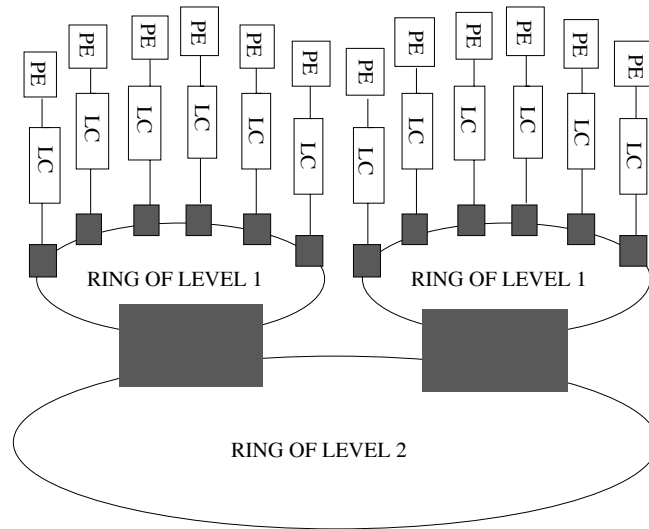 PE PE PE PE PE PE PE PE PE PE PE PE
LC LC LC LC LC LC LC LC LC LC LC LC
RING OF LEVEL 1 RING OF LEVEL 1
RING OF LEVEL 2